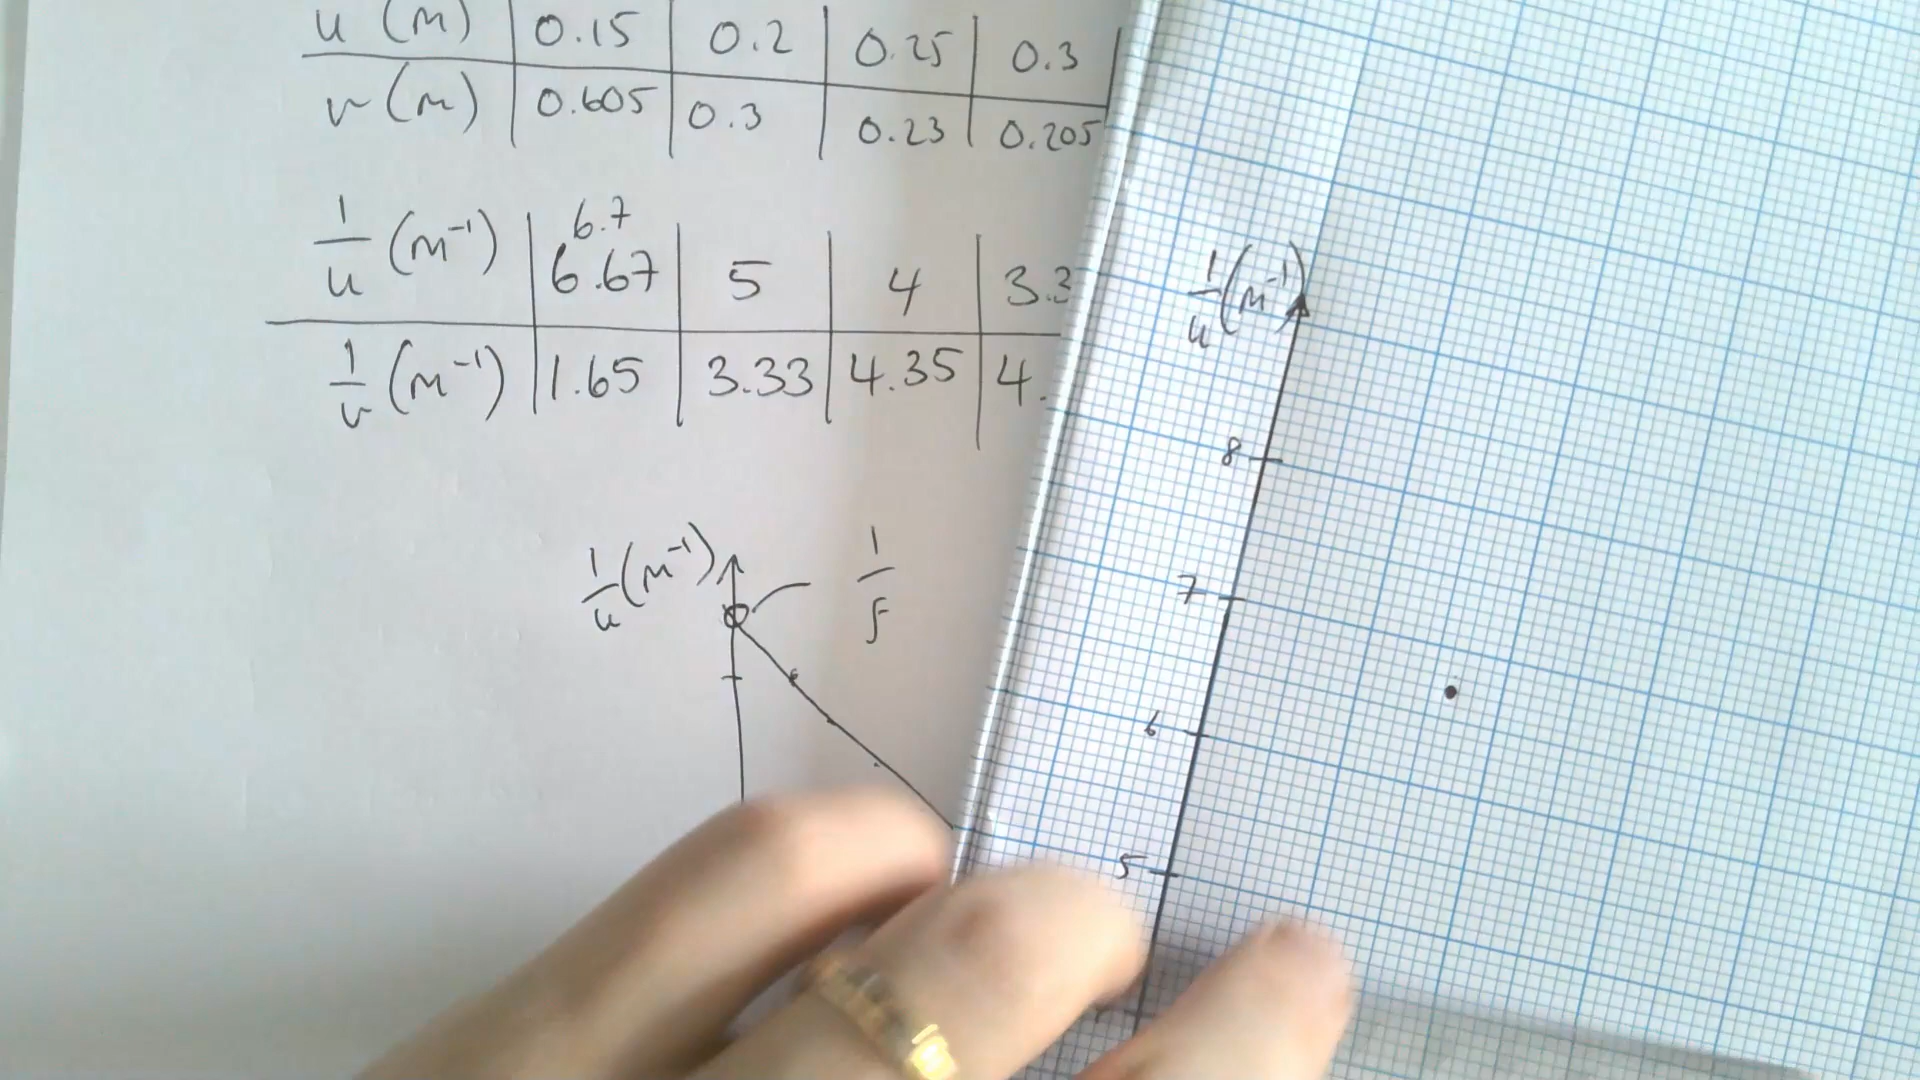 u (m) 0.15 0.2 0.25 0.3
v (m) 0.605 0.3 0.23 0.205
6.7
1/u (m⁻¹) 6.67 5 4 3.3
1/v (m⁻¹) 1.65 3.33 4.35 4.
1/u (m⁻¹)
1/f
1/u (m⁻¹)
8
7
6
5